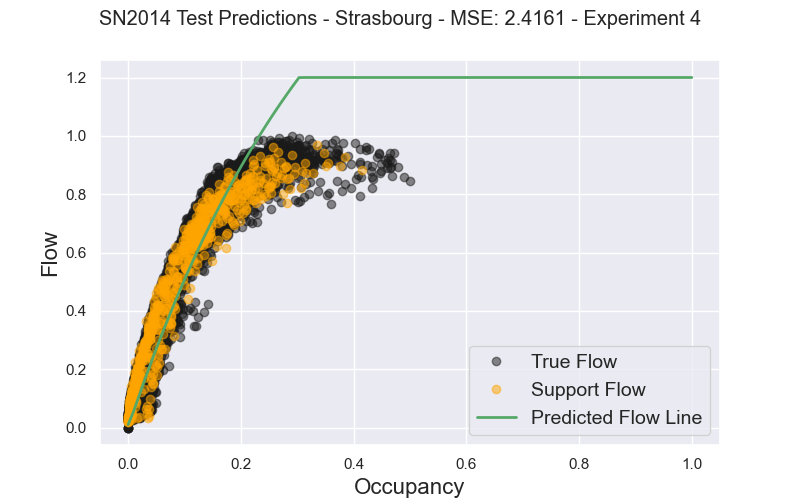 SN2014 Test Predictions - Strasbourg - MSE: 2.4161 - Experiment 4
1.2
1.0
0.8
0.6
0.4
0.2
0.0
Flow
True Flow
Support Flow
Predicted Flow Line
0.0 0.2 0.4 0.6 0.8 1.0
Occupancy